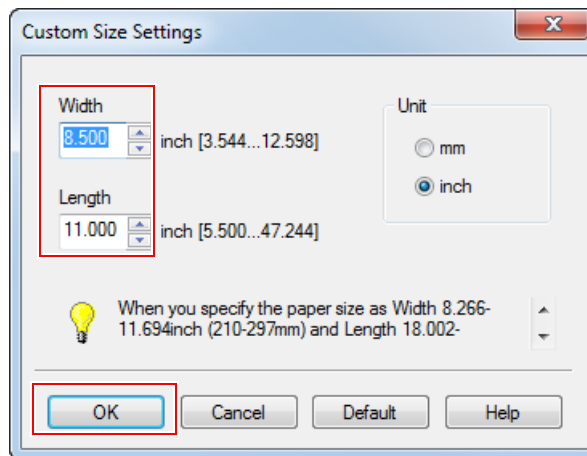 Custom Size Settings
Width
8.500 inch [3.544...12.598]
Length
11.000 inch [5.500...47.244]
Unit
mm
inch
When you specify the paper size as Width 8.266-
11.694inch (210-297mm) and Length 18.002-
OK Cancel Default Help